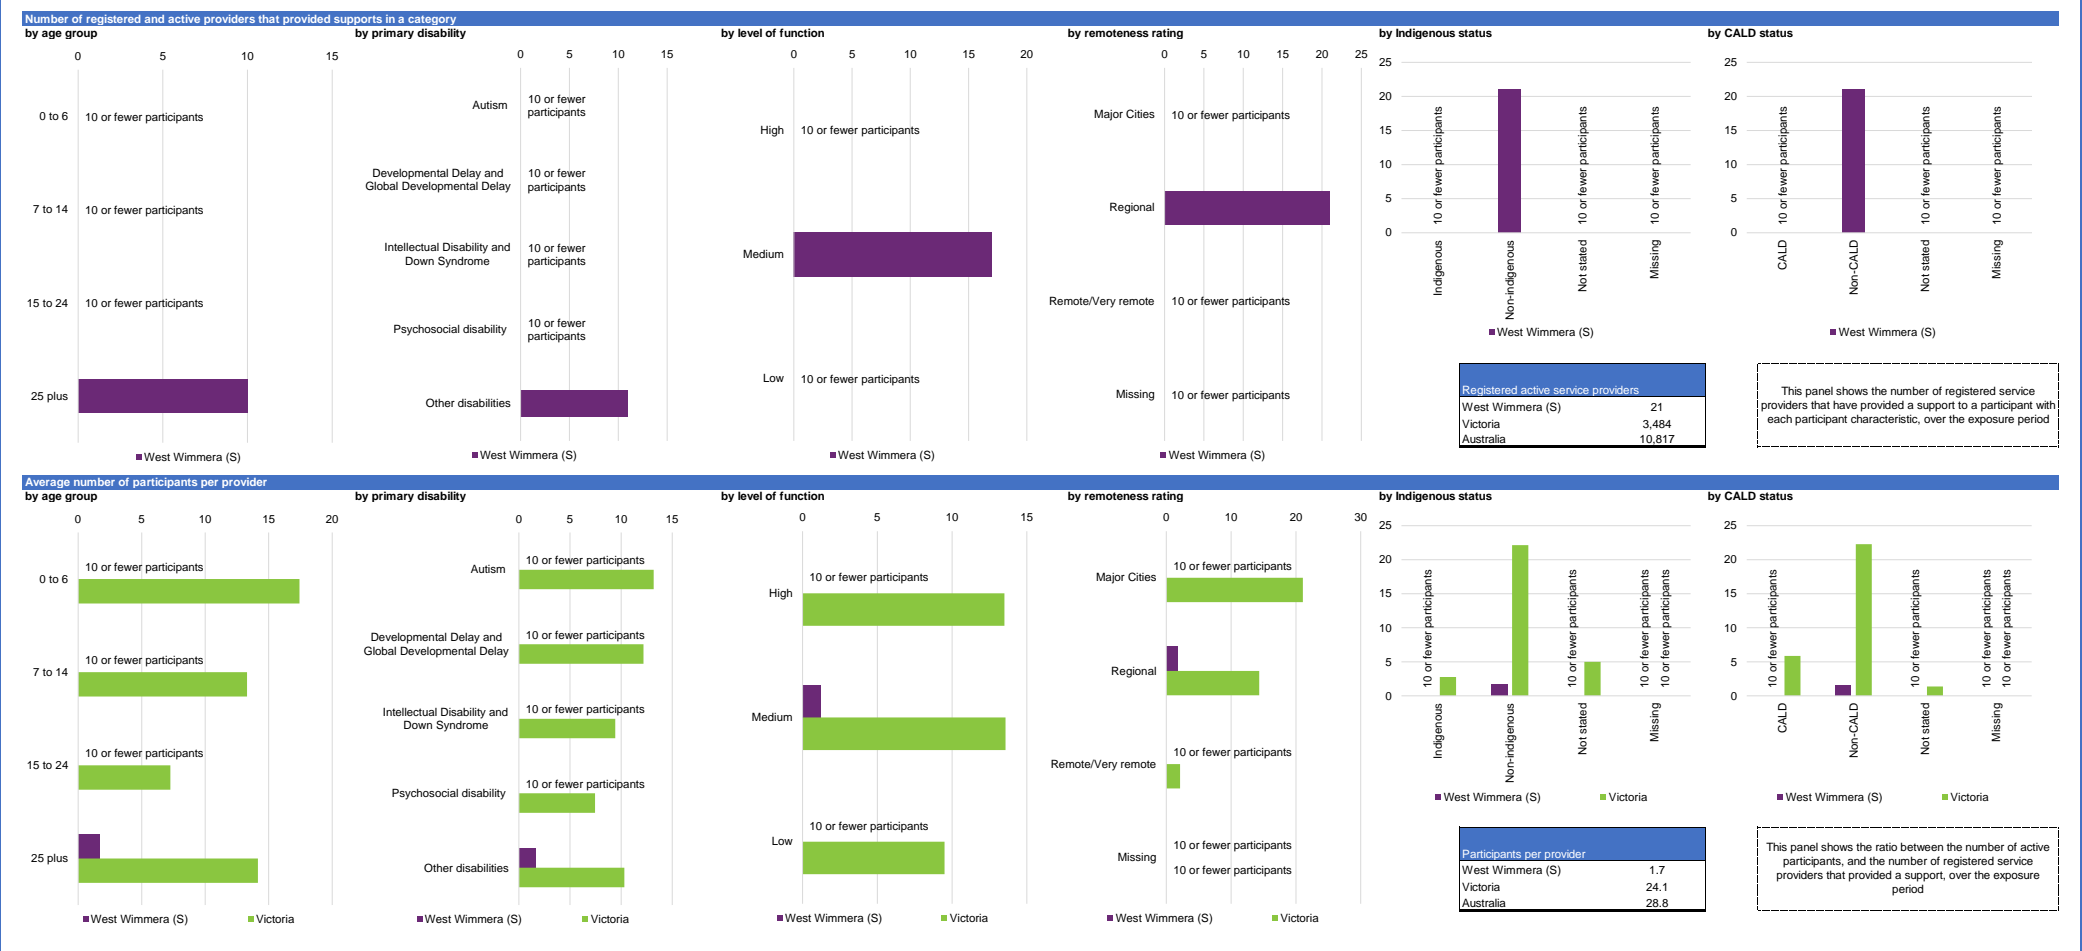 Number of registered and active providers that provided supports in a category
by age group
0 5 10 15
0 to 6 10 or fewer participants
7 to 14 10 or fewer participants
15 to 24 10 or fewer participants
25 plus
West Wimmera (S)
by primary disability
0 5 10 15
Autism
10 or fewer
participants
Developmental Delay and
Global Developmental Delay
10 or fewer
participants
Intellectual Disability and
Down Syndrome
10 or fewer
participants
Psychosocial disability
10 or fewer
participants
Other disabilities
West Wimmera (S)
by level of function
0 5 10 15 20
High 10 or fewer participants
Medium
Low 10 or fewer participants
West Wimmera (S)
by remoteness rating
0 5 10 15 20 25
Major Cities 10 or fewer participants
Regional
Remote/Very remote 10 or fewer participants
Missing 10 or fewer participants
West Wimmera (S)
by Indigenous status
25
20
15
10
5
0
10 or fewer participants
10 or fewer participants
10 or fewer participants
Indigenous
Non-indigenous
Not stated
Missing
West Wimmera (S)
by CALD status
25
20
15
10
5
0
10 or fewer participants
10 or fewer participants
10 or fewer participants
CALD
Non-CALD
Not stated
Missing
West Wimmera (S)
Registered active service providers
West Wimmera (S) 21
Victoria 3,484
Australia 10,817
This panel shows the number of registered service
providers that have provided a support to a participant with
each participant characteristic, over the exposure period
Average number of participants per provider
by age group
0 5 10 15 20
10 or fewer participants
0 to 6
10 or fewer participants
7 to 14
10 or fewer participants
15 to 24
25 plus
West Wimmera (S) Victoria
by primary disability
0 5 10 15
10 or fewer participants
Autism
10 or fewer participants
Developmental Delay and
Global Developmental Delay
10 or fewer participants
Intellectual Disability and
Down Syndrome
10 or fewer participants
Psychosocial disability
Other disabilities
West Wimmera (S) Victoria
by level of function
0 5 10 15
10 or fewer participants
High
Medium
10 or fewer participants
Low
West Wimmera (S) Victoria
by remoteness rating
0 10 20 30
10 or fewer participants
Major Cities
Regional
10 or fewer participants
Remote/Very remote
10 or fewer participants
Missing
10 or fewer participants
West Wimmera (S) Victoria
by Indigenous status
25
20
15
10
5
0
10 or fewer participants
10 or fewer participants
10 or fewer participants
10 or fewer participants
Indigenous
Non-indigenous
Not stated
Missing
West Wimmera (S) Victoria
by CALD status
25
20
15
10
5
0
10 or fewer participants
10 or fewer participants
10 or fewer participants
10 or fewer participants
CALD
Non-CALD
Not stated
Missing
West Wimmera (S) Victoria
Participants per provider
West Wimmera (S) 1.7
Victoria 24.1
Australia 28.8
This panel shows the ratio between the number of active
participants, and the number of registered service
providers that provided a support, over the exposure
period